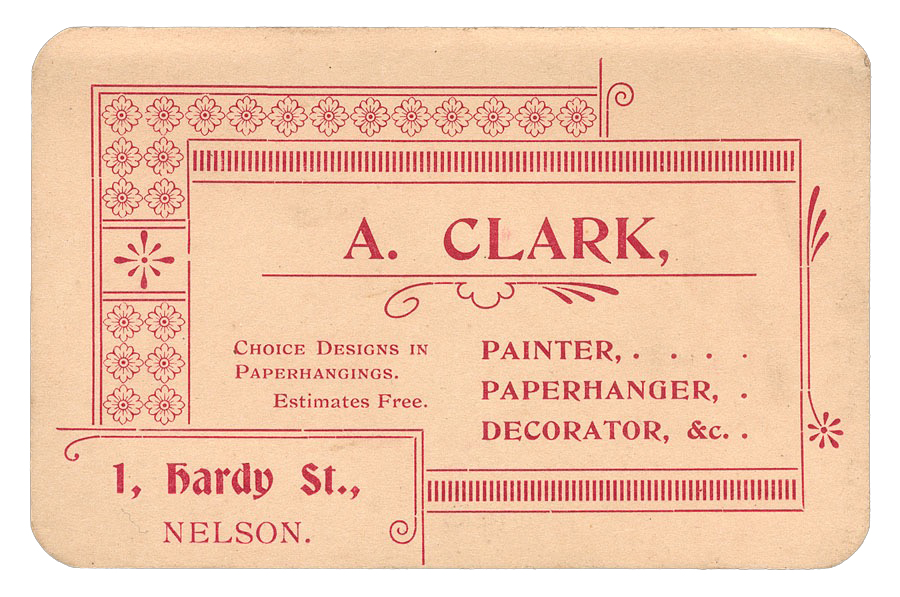 A. CLARK,
CHOICE DESIGNS IN
PAPERHANGINGS.
Estimates Free.
PAINTER, . . . .
PAPERHANGER, .
DECORATOR, &c. .
1, Hardy St.,
NELSON.